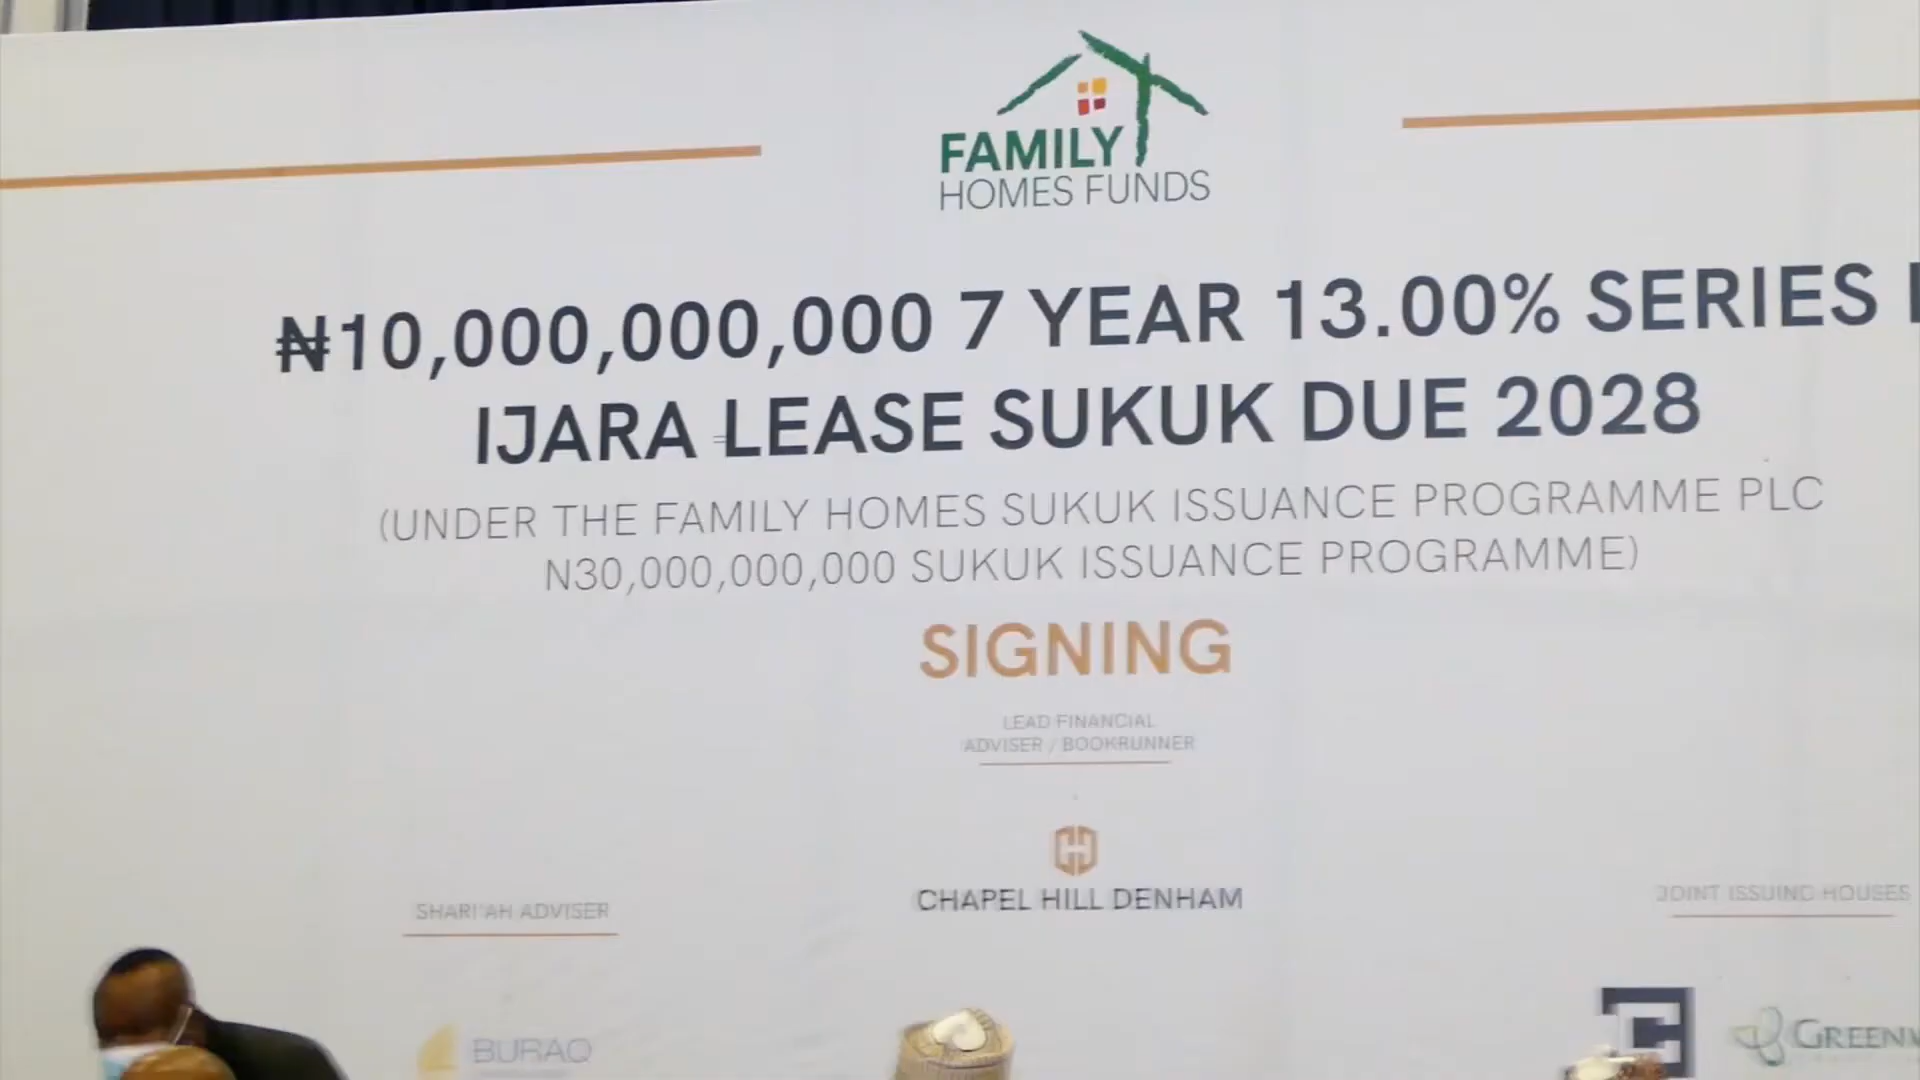 FAMILY
HOMES FUNDS
₦10,000,000,000 7 YEAR 13.00% SERIES
IJARA LEASE SUKUK DUE 2028
(UNDER THE FAMILY HOMES SUKUK ISSUANCE PROGRAMME PLC
N30,000,000,000 SUKUK ISSUANCE PROGRAMME)
SIGNING
LEAD FINANCIAL
ADVISER / BOOKRUNNER
CHAPEL HILL DENHAM
SHARI'AH ADVISER
JOINT ISSUING HOUSES
BURAQ